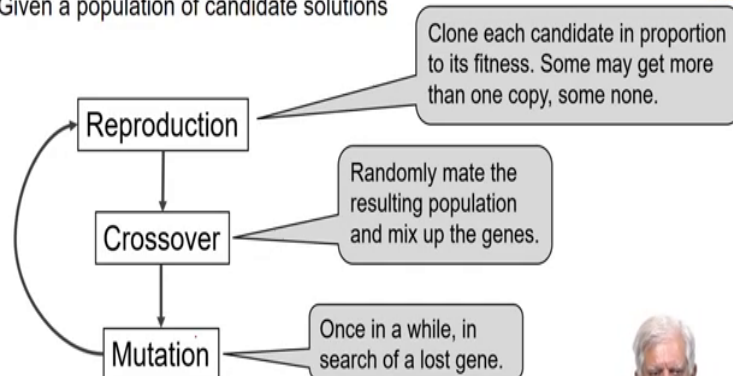 Given a population of candidate solutions
Clone each candidate in proportion
to its fitness. Some may get more
than one copy, some none.
Reproduction
Randomly mate the
resulting population
and mix up the genes.
Crossover
Once in a while, in
search of a lost gene.
Mutation